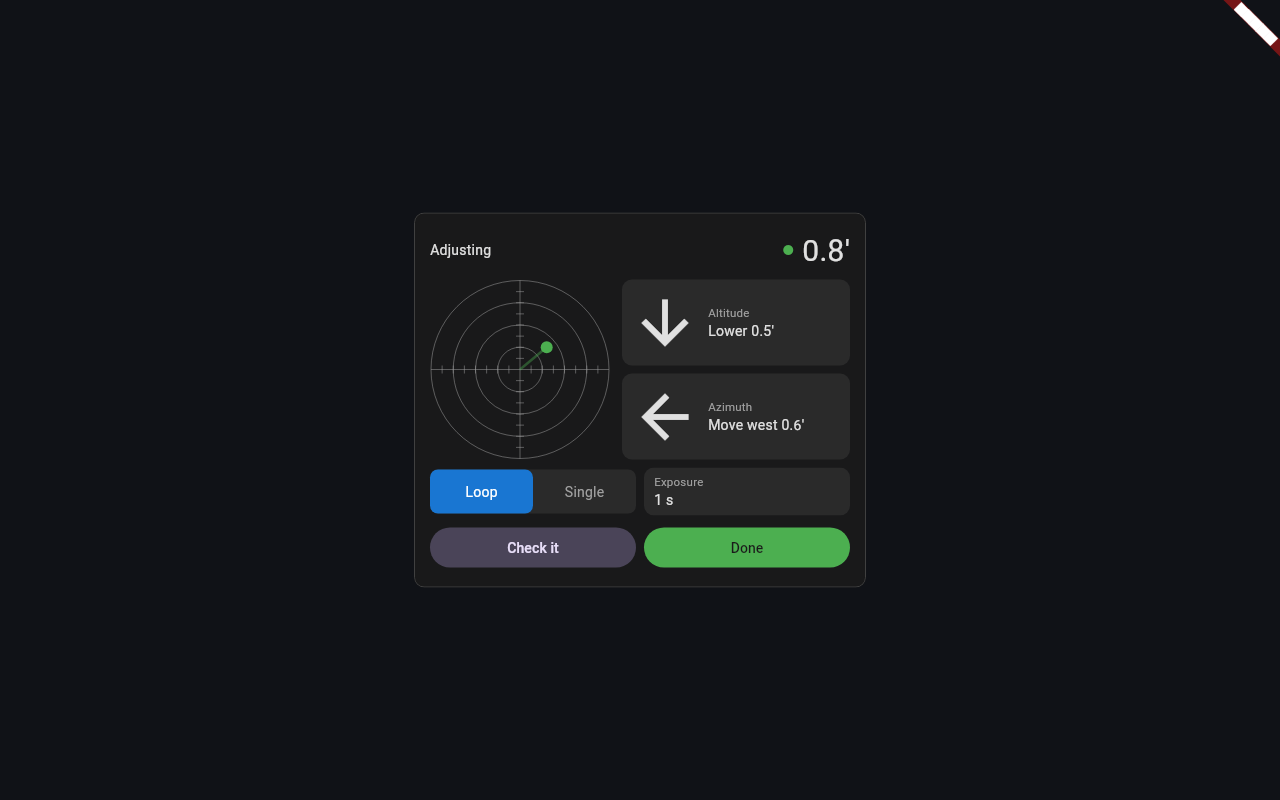 Adjusting
0.8'
Altitude
Lower 0.5'
Azimuth
Move west 0.6'
Loop
Single
Exposure
1 s
Check it
Done